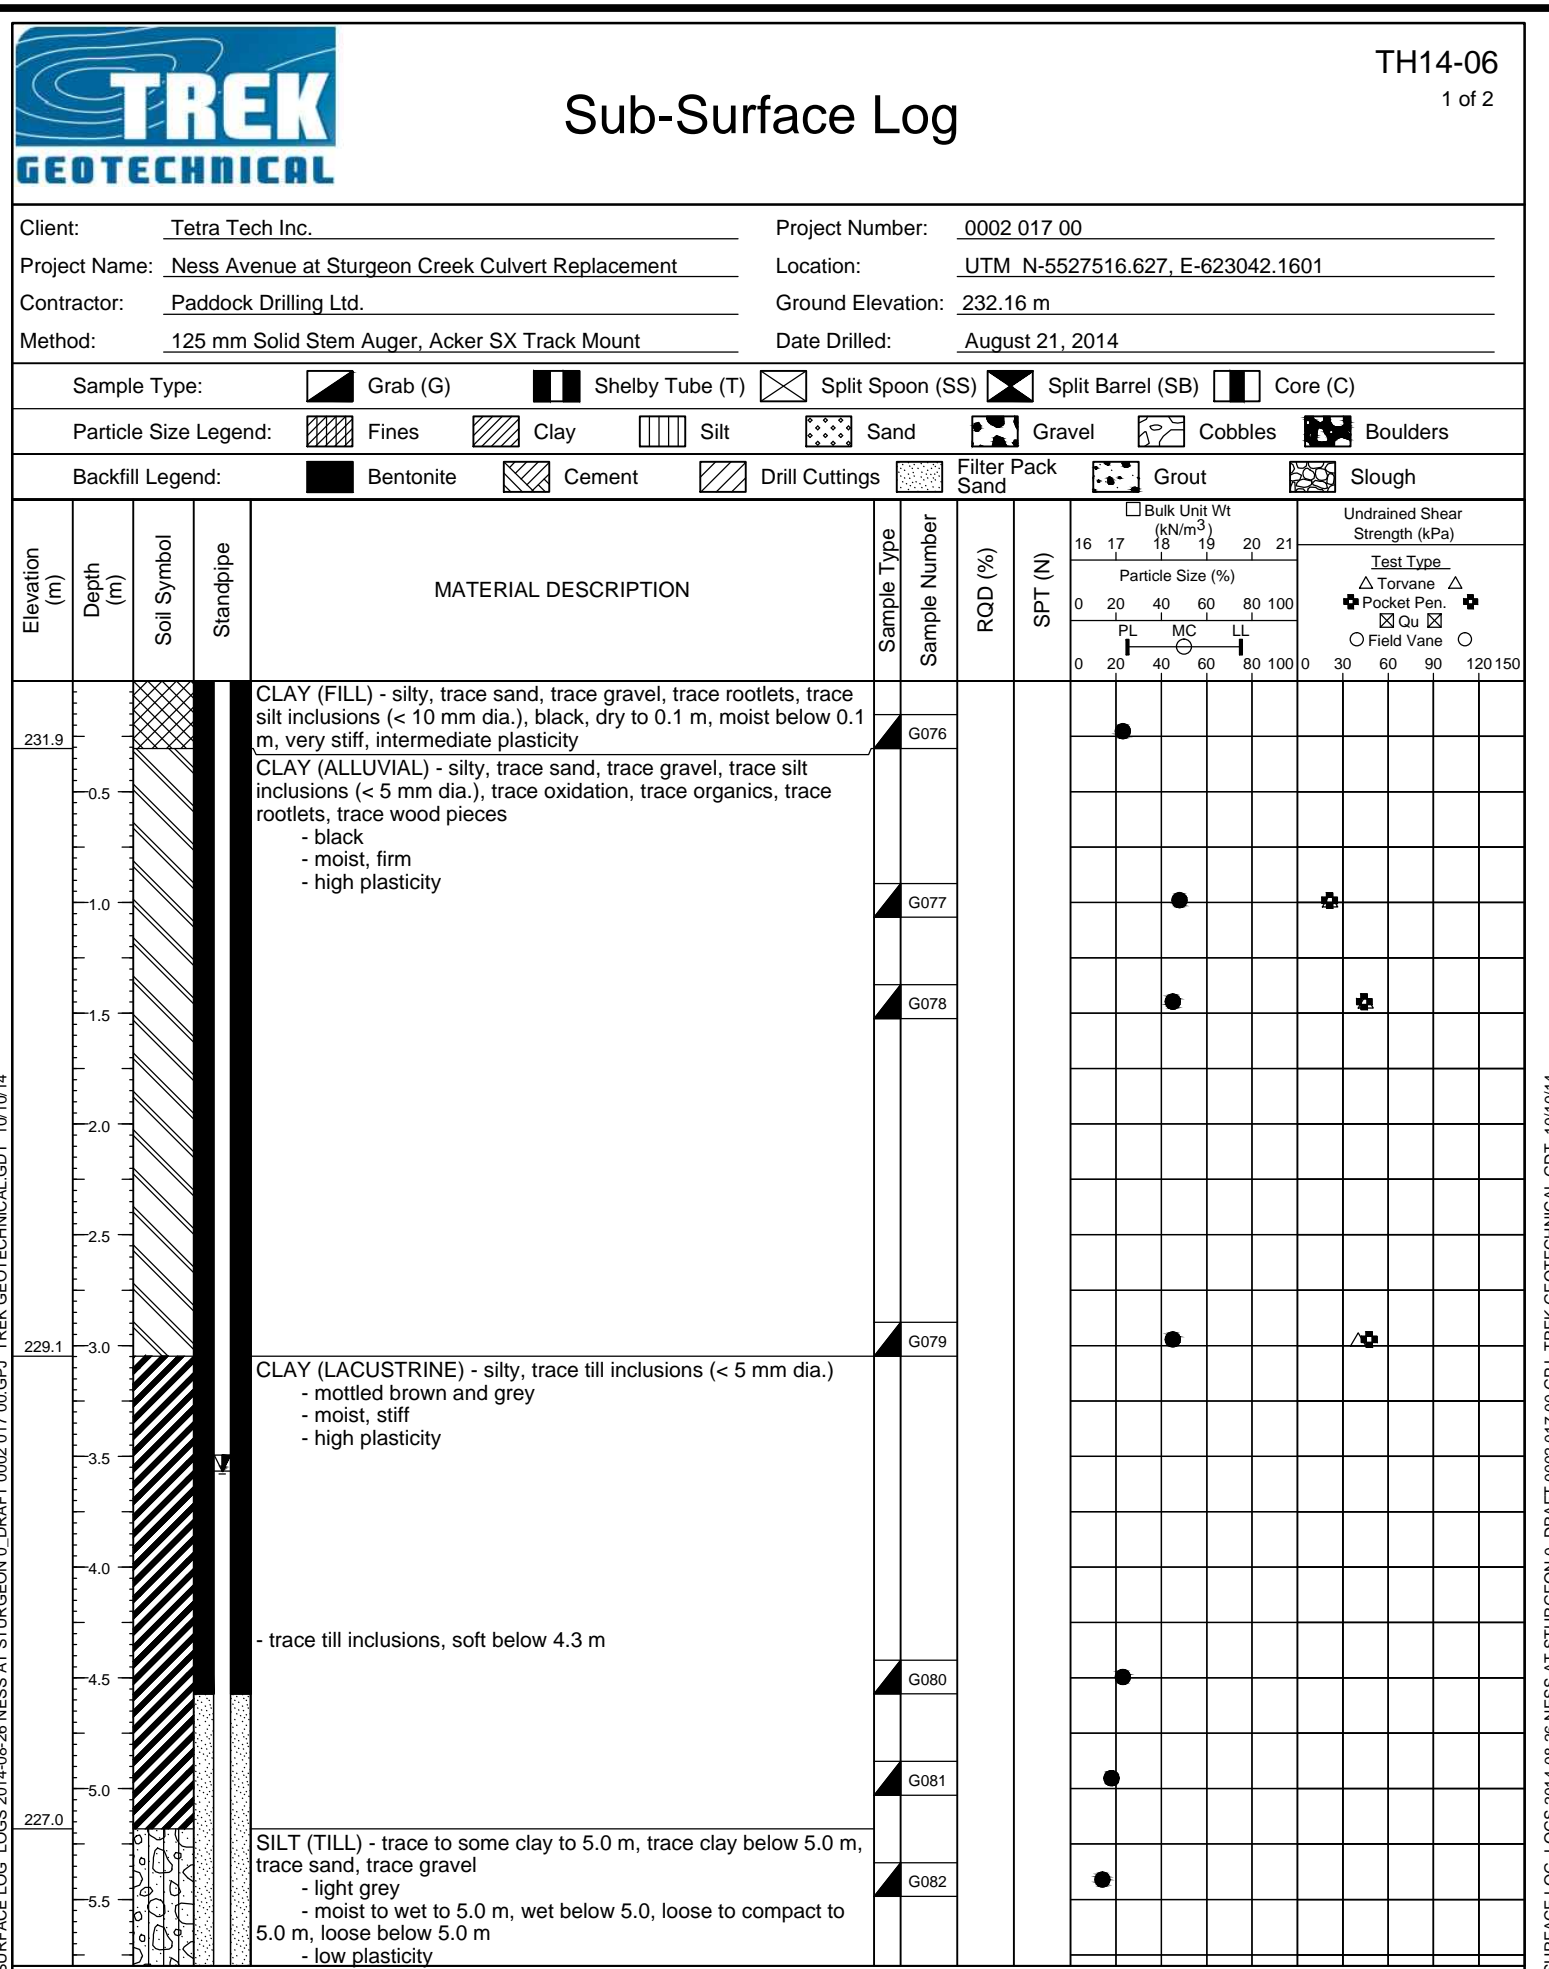 TREK
GEOTECHNICAL
Sub-Surface Log
TH14-06
1 of 2
Client: Tetra Tech Inc. Project Number: 0002 017 00
Project Name: Ness Avenue at Sturgeon Creek Culvert Replacement Location: UTM N-5527516.627, E-623042.1601
Contractor: Paddock Drilling Ltd. Ground Elevation: 232.16 m
Method: 125 mm Solid Stem Auger, Acker SX Track Mount Date Drilled: August 21, 2014
Sample Type: Grab (G) Shelby Tube (T) Split Spoon (SS) Split Barrel (SB) Core (C)
Particle Size Legend: Fines Clay Silt Sand Gravel Cobbles Boulders
Backfill Legend: Bentonite Cement Drill Cuttings Filter Pack Sand Grout Slough
Elevation (m)
Depth (m)
Soil Symbol
Standpipe
MATERIAL DESCRIPTION
Sample Type
Sample Number
RQD (%)
SPT (N)
Bulk Unit Wt
(kN/m3)
16 17 18 19 20 21
Particle Size (%)
0 20 40 60 80 100
PL MC LL
0 20 40 60 80 100
Undrained Shear
Strength (kPa)
Test Type
Torvane
Pocket Pen.
Qu
Field Vane
0 30 60 90 120 150
CLAY (FILL) - silty, trace sand, trace gravel, trace rootlets, trace
silt inclusions (< 10 mm dia.), black, dry to 0.1 m, moist below 0.1
m, very stiff, intermediate plasticity
G076
231.9
CLAY (ALLUVIAL) - silty, trace sand, trace gravel, trace silt
inclusions (< 5 mm dia.), trace oxidation, trace organics, trace
rootlets, trace wood pieces
0.5
- black
- moist, firm
- high plasticity
1.0
G077
G078
1.5
2.0
2.5
G079
229.1
3.0
CLAY (LACUSTRINE) - silty, trace till inclusions (< 5 mm dia.)
- mottled brown and grey
- moist, stiff
- high plasticity
3.5
4.0
- trace till inclusions, soft below 4.3 m
4.5
G080
G081
5.0
227.0
SILT (TILL) - trace to some clay to 5.0 m, trace clay below 5.0 m,
trace sand, trace gravel
- light grey
G082
5.5
- moist to wet to 5.0 m, wet below 5.0, loose to compact to
5.0 m, loose below 5.0 m
- low plasticity